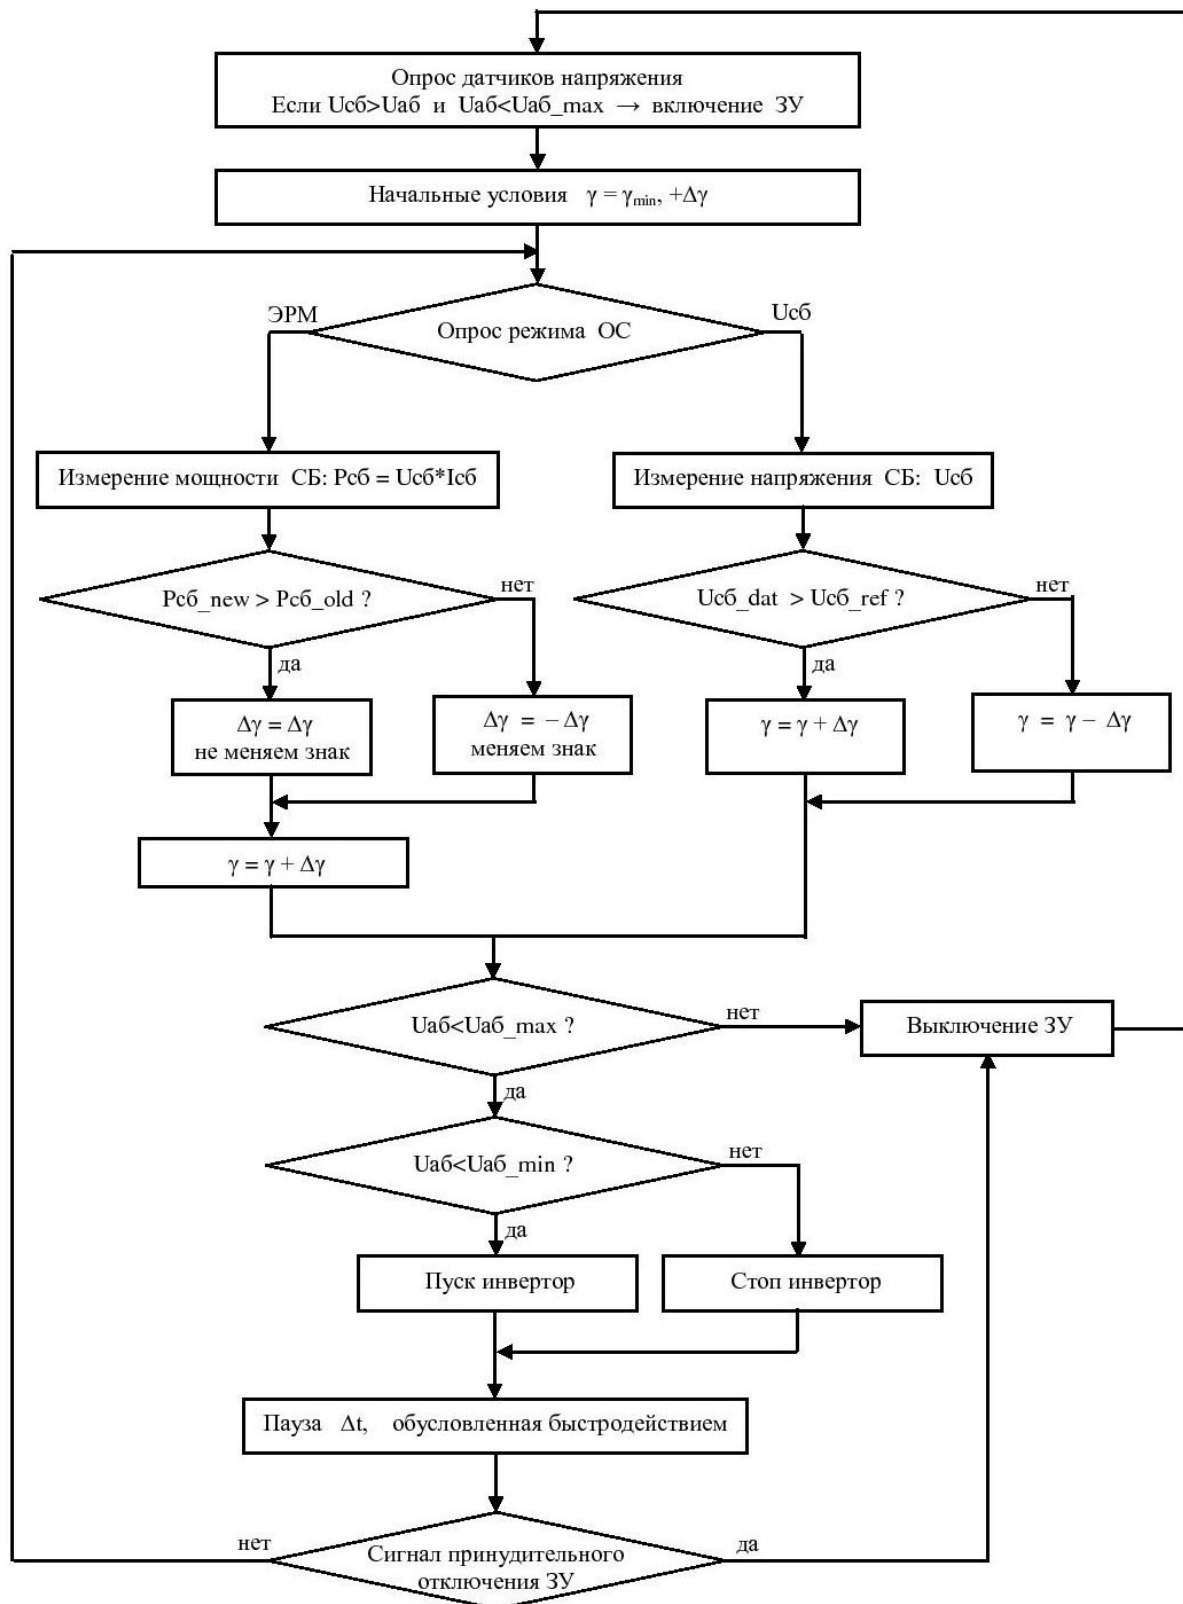 Опрос датчиков напряжения
Если Uсб>Uаб и Uаб<Uаб_max → включение ЗУ
Начальные условия γ = γmin, +Δγ
ЭРМ
Uсб
Опрос режима ОС
Измерение мощности СБ: Pсб = Uсб*Iсб
Измерение напряжения СБ: Uсб
Pсб_new > Pсб_old ?
нет
Uсб_dat > Uсб_ref ?
нет
да
да
Δγ = Δγ
не меняем знак
Δγ = – Δγ
меняем знак
γ = γ + Δγ
γ = γ – Δγ
γ = γ + Δγ
Uаб<Uаб_max ?
нет
Выключение ЗУ
да
Uаб<Uаб_min ?
нет
да
Пуск инвертор
Стоп инвертор
Пауза Δt, обусловленная быстродействием
нет
Сигнал принудительного
отключения ЗУ
да